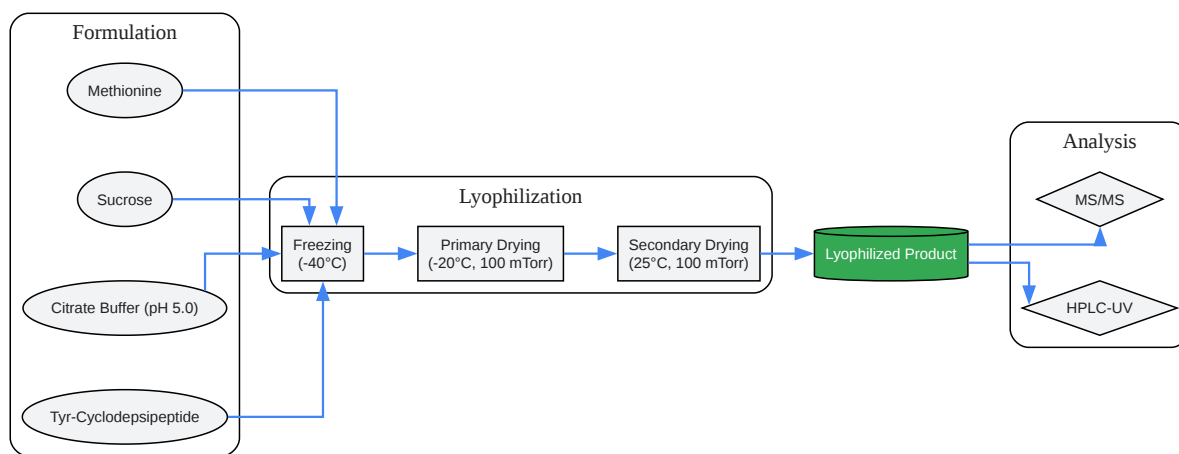 Formulation
Methionine
Sucrose
Citrate Buffer (pH 5.0)
Tyr-Cyclodepsipeptide
Lyophilization
Freezing
(-40°C)
Primary Drying
(-20°C, 100 mTorr)
Secondary Drying
(25°C, 100 mTorr)
Lyophilized Product
Analysis
MS/MS
HPLC-UV